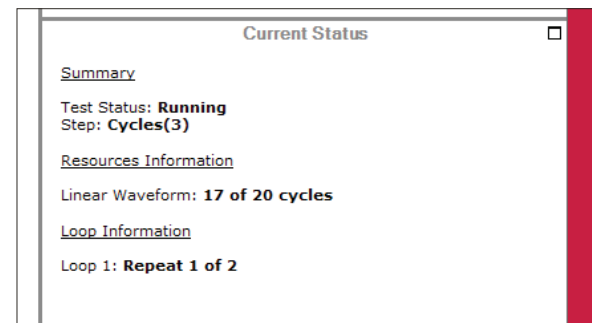 Current Status
Summary
Test Status: Running
Step: Cycles(3)
Resources Information
Linear Waveform: 17 of 20 cycles
Loop Information
Loop 1: Repeat 1 of 2